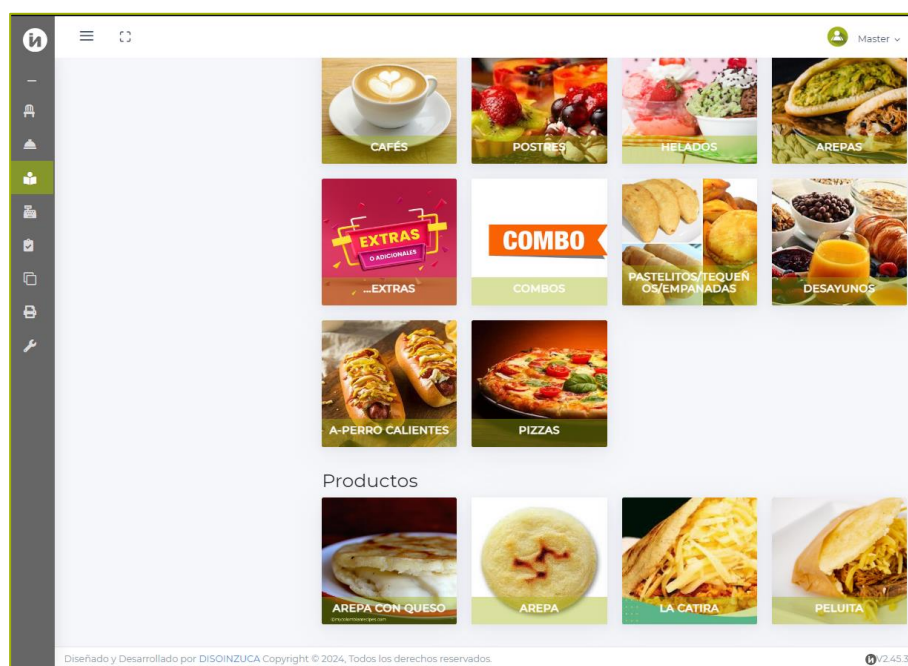 Master
CAFÉS
POSTRES
HELADOS
AREPAS
EXTRAS
O ADICIONALES
...EXTRAS
COMBO
COMBOS
PASTELITOS/TEQUEÑ
OS/EMPANADAS
DESAYUNOS
A-PERRO CALIENTES
PIZZAS
Productos
AREPA CON QUESO
AREPA
LA CATIRA
PELUITA
Diseñado y Desarrollado por DISOINZUCA Copyright © 2024, Todos los derechos reservados.
V2.45.3